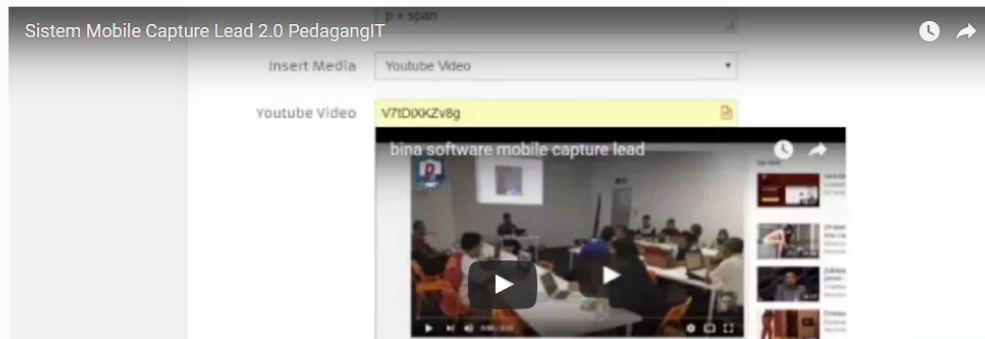 p » span
Sistem Mobile Capture Lead 2.0 PedagangIT
Insert Media
Youtube Video
Youtube Video
V7tDiXKZv8g
bina software mobile capture lead